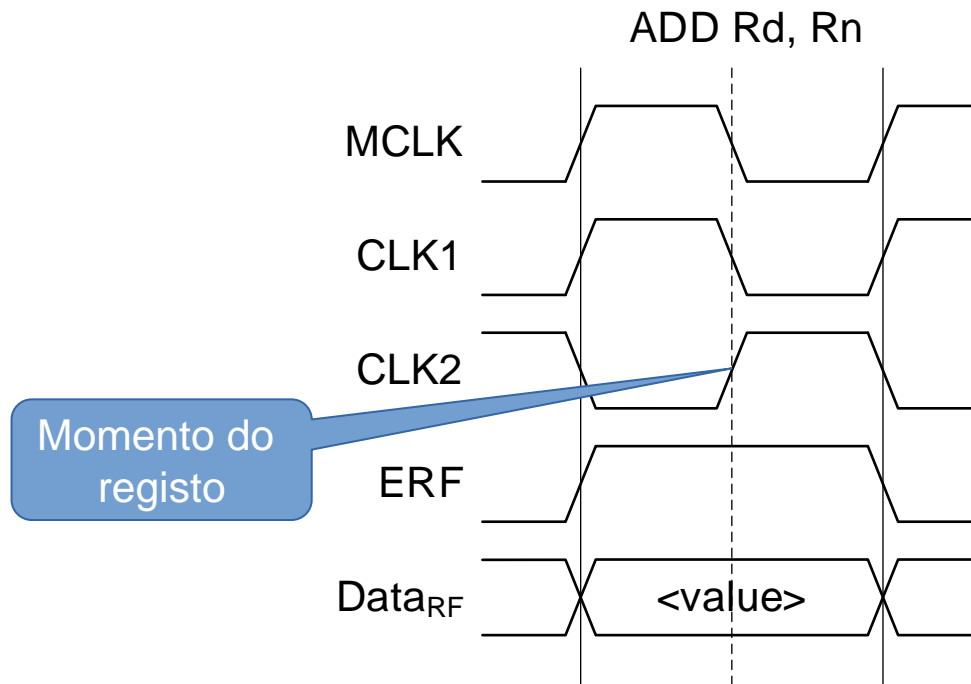 ADD Rd, Rn
MCLK
CLK1
CLK2
Momento do
registo
ERF
DataRF
<value>